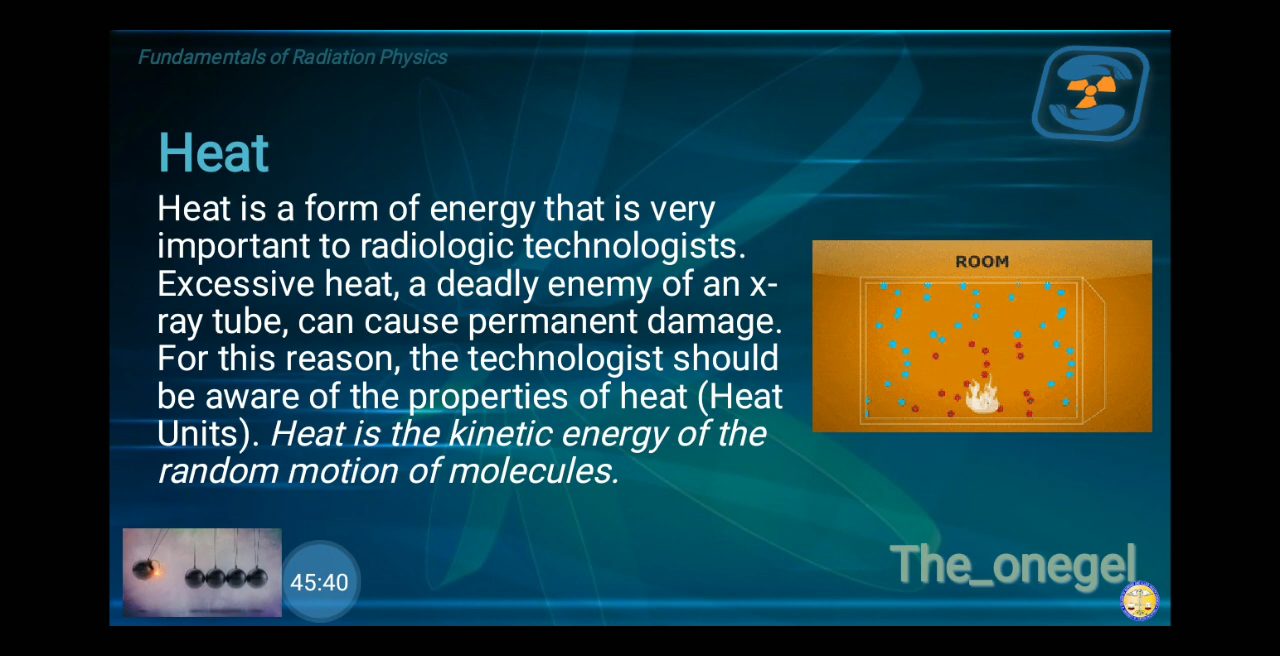 Fundamentals of Radiation Physics
Heat
Heat is a form of energy that is very
important to radiologic technologists.
Excessive heat, a deadly enemy of an x-
ray tube, can cause permanent damage.
For this reason, the technologist should
be aware of the properties of heat (Heat
Units). Heat is the kinetic energy of the
random motion of molecules.
ROOM
45:40
The_onegel